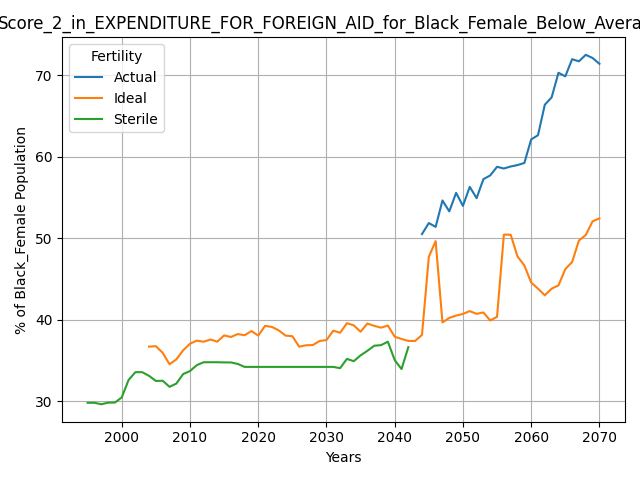 Score_2_in_EXPENDITURE_FOR_FOREIGN_AID_for_Black_Female_Below_Avera
Fertility
Actual
Ideal
Sterile
% of Black_Female Population
70
60
50
40
30
2000 2010 2020 2030 2040 2050 2060 2070
Years